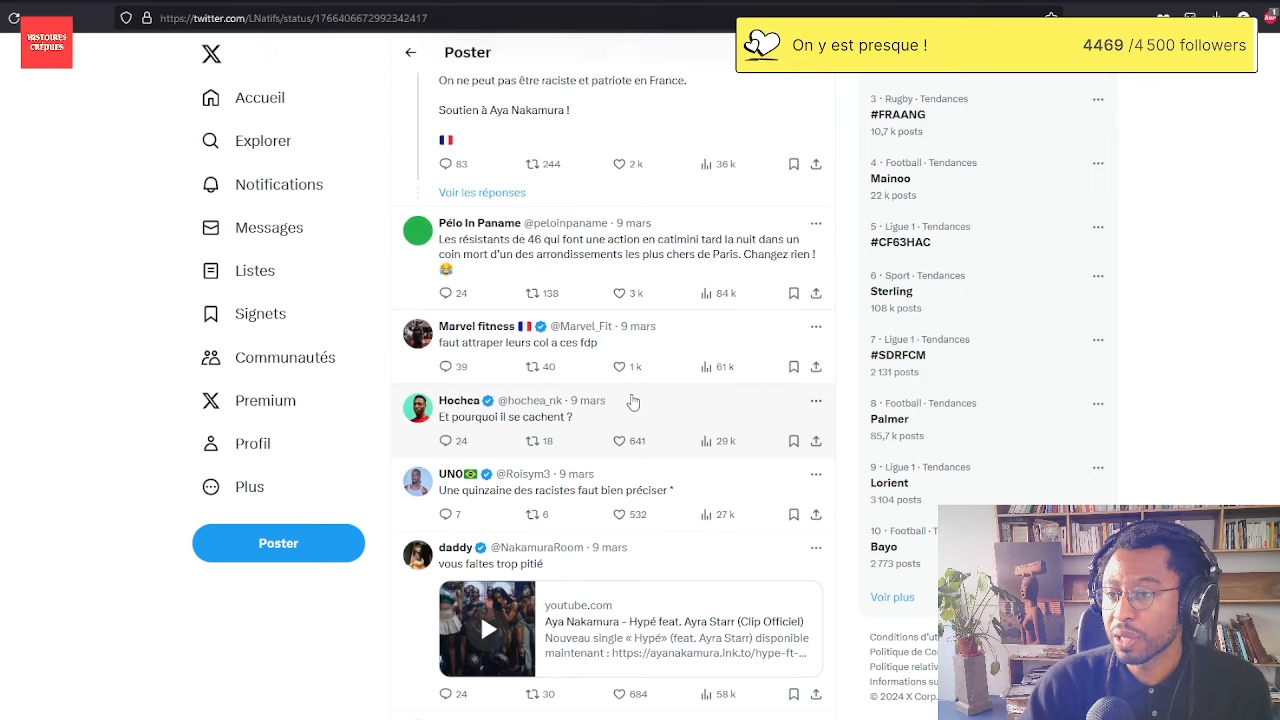 https://twitter.com/LNatifs/status/1766406672992342417
HISTOIRES
CRÉPUES
On y est presque !
4469 /4 500 followers
Accueil
Explorer
Notifications
Messages
Listes
Signets
Communautés
Premium
Profil
Plus
Poster
Poster
On ne peut pas être raciste et patriote en France.
Soutien à Aya Nakamura !
83 244 2 k 36 k
Voir les réponses
Pélo In Paname @peloinpaname · 9 mars
Les résistants de 46 qui font une action en catimini tard la nuit dans un
coin mort d'un des arrondissements les plus chers de Paris. Changez rien !
24 138 3 k 84 k
Marvel fitness @Marvel_Fit · 9 mars
faut attraper leurs col a ces fdp
39 40 1 k 61 k
Hochea @hochea_nk · 9 mars
Et pourquoi il se cachent ?
24 18 641 29 k
UN0 @Roisym3 · 9 mars
Une quinzaine des racistes faut bien préciser *
7 6 532 27 k
daddy @NakamuraRoom · 9 mars
vous faites trop pitié
youtube.com
Aya Nakamura - Hypé feat. Ayra Starr (Clip Officiel)
Nouveau single « Hypé» (feat. Ayra Starr) disponible
maintenant : https://ayanakamura.lnk.to/hype-ft-...
24 30 684 58 k
3 · Rugby · Tendances
#FRAANG
10,7 k posts
4 · Football · Tendances
Mainoo
22 k posts
5 · Ligue 1 · Tendances
#CF63HAC
6 · Sport · Tendances
Sterling
108 k posts
7 · Ligue 1 · Tendances
#SDRFCM
2 131 posts
8 · Football · Tendances
Palmer
85,7 k posts
9 · Ligue 1 · Tendances
Lorient
3 104 posts
10 · Football · T
Bayo
2 773 posts
Voir plus
Conditions d'ut
Politique de Co
Politique relativ
Informations su
© 2024 X Corp.